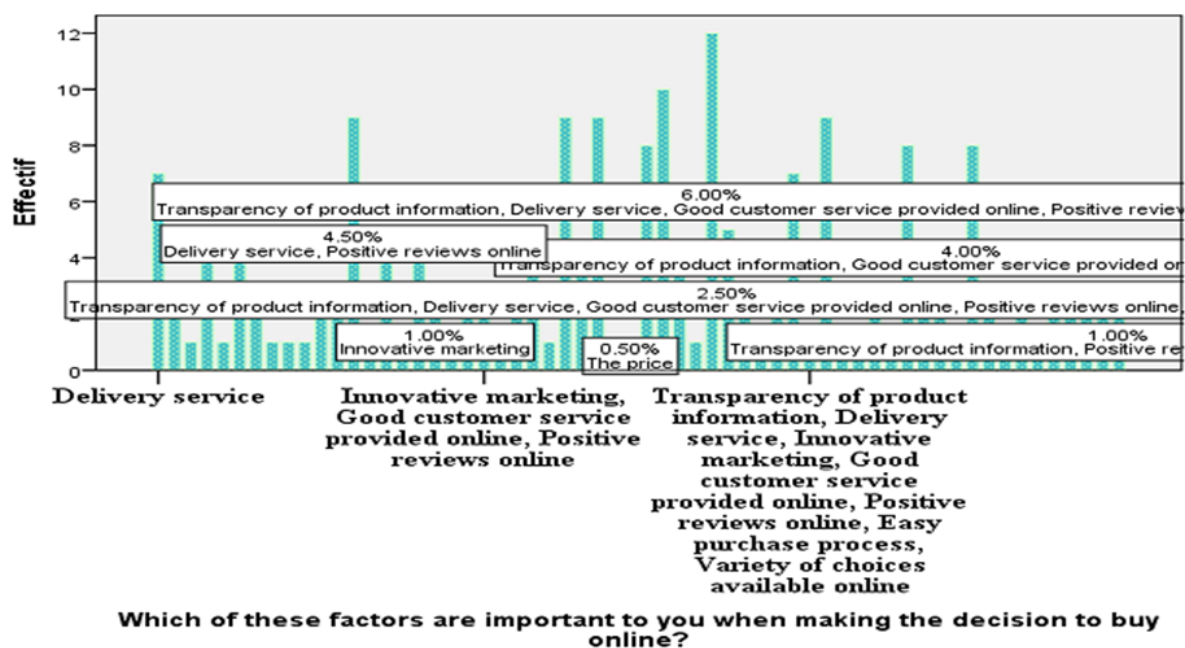 Effectif
12
10
8
6
4
2
0
6.00%
Transparency of product information, Delivery service, Good customer service provided online, Positive review
4.50%
Delivery service, Positive reviews online
4.00%
Transparency of product information, Good customer service provided or
2.50%
Transparency of product information, Delivery service, Good customer service provided online, Positive reviews online,
1.00%
Innovative marketing
0.50%
The price
1.00%
Transparency of product information, Positive re
Delivery service
Innovative marketing,
Good customer service
provided online, Positive
reviews online
Transparency of product
information, Delivery
service, Innovative
marketing, Good
customer service
provided online, Positive
reviews online, Easy
purchase process,
Variety of choices
available online
Which of these factors are important to you when making the decision to buy
online?